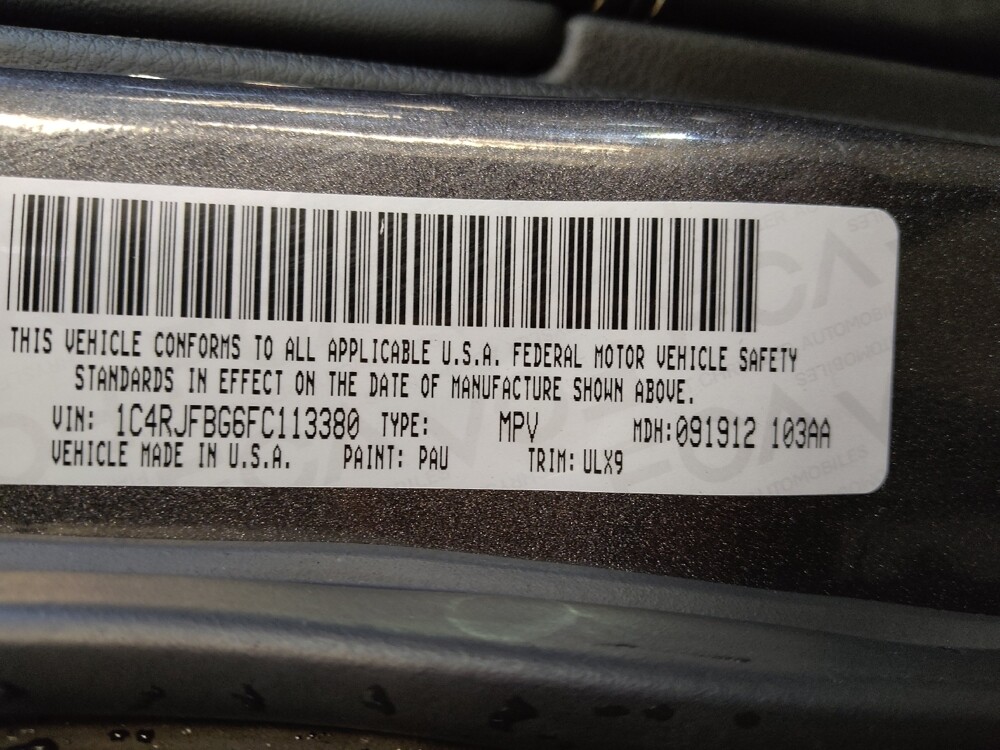 THIS VEHICLE CONFORMS TO ALL APPLICABLE U.S.A. FEDERAL MOTOR VEHICLE SAFETY
STANDARDS IN EFFECT ON THE DATE OF MANUFACTURE SHOWN ABOVE.
VIN: 1C4RJFBG6FC113380 TYPE: MPV MDH:091912 103AA
VEHICLE MADE IN U.S.A. PAINT: PAU TRIM: ULX9